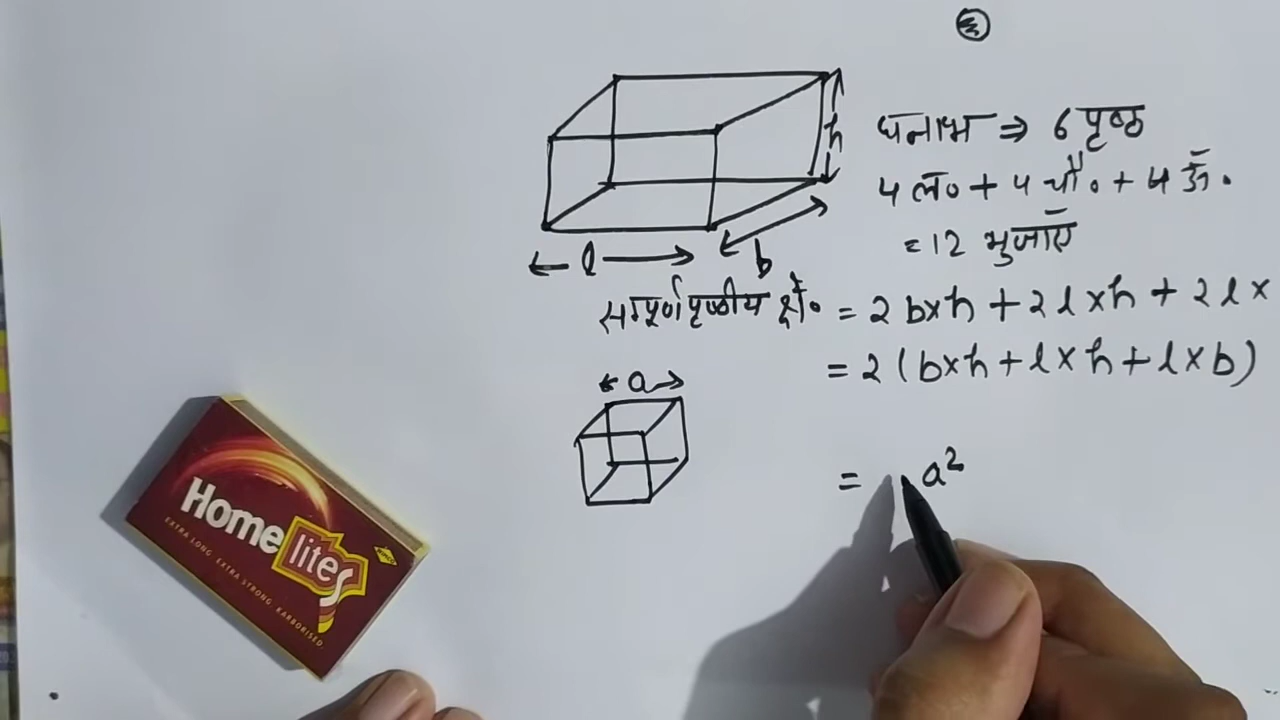 ३
h
घनाभ ⇒ 6 पृष्ठ
4 लं० + 4 चौ० + 4 ऊँ.
= 12 भुजाएँ
l
b
सम्पूर्ण पृष्ठीय क्षे० = 2 b×h + 2 l×h + 2 l×
= 2 (b×h + l×h + l×b)
a
= a²
Home lites
EXTRA LONG EXTRA STRONG KARBORISED